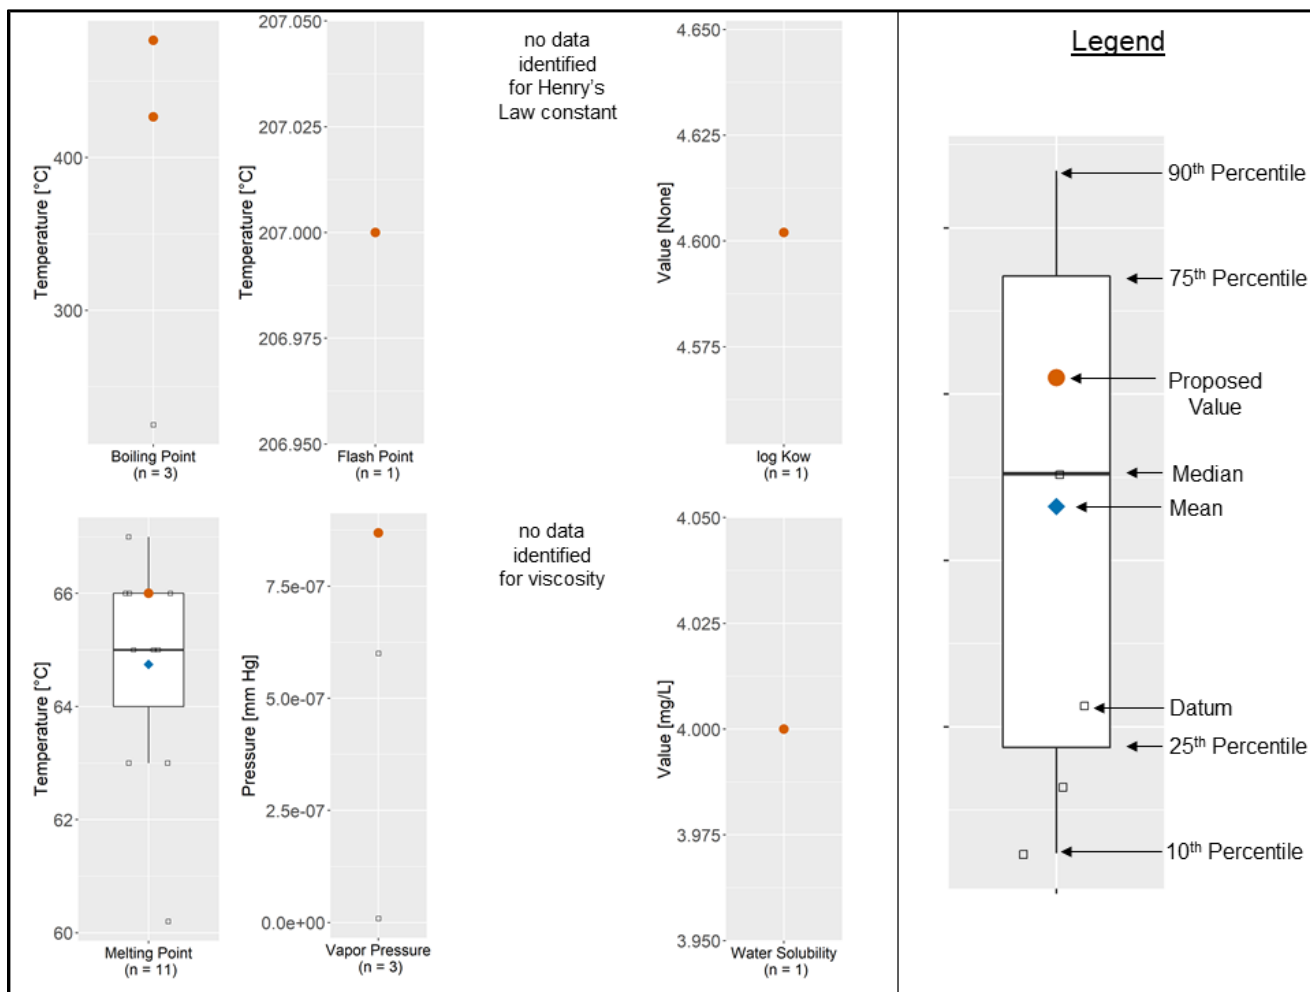 Temperature [°C]
400
300
Boiling Point
(n = 3)
Temperature [°C]
207.050
207.025
207.000
206.975
206.950
Flash Point
(n = 1)
no data
identified
for Henry's
Law constant
Value [None]
4.650
4.625
4.600
4.575
log Kow
(n = 1)
Temperature [°C]
66
64
62
60
Melting Point
(n = 11)
Pressure [mm Hg]
7.5e-07
5.0e-07
2.5e-07
0.0e+00
Vapor Pressure
(n = 3)
no data
identified
for viscosity
Value [mg/L]
4.050
4.025
4.000
3.975
3.950
Water Solubility
(n = 1)
Legend
90th Percentile
75th Percentile
Proposed
Value
Median
Mean
Datum
25th Percentile
10th Percentile